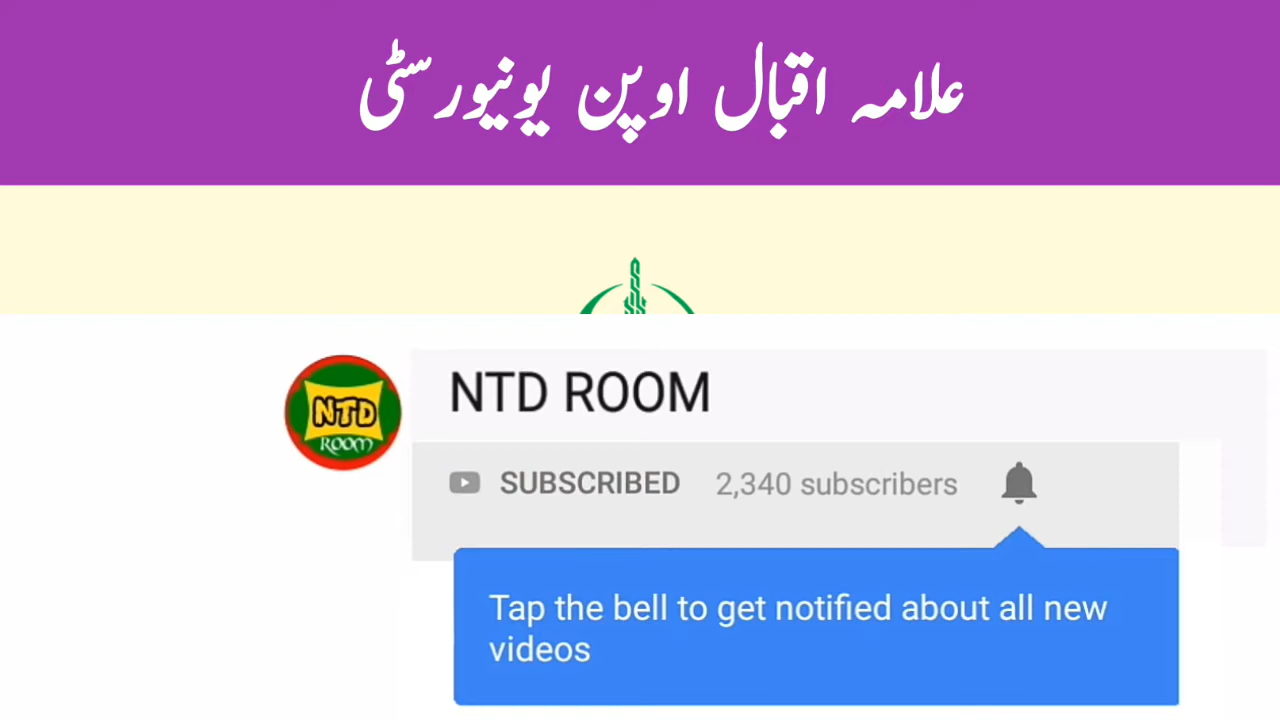 علامہ اقبال اوپن یونیورسٹی
NTD ROOM
NTD
ROOM
SUBSCRIBED 2,340 subscribers
Tap the bell to get notified about all new
videos